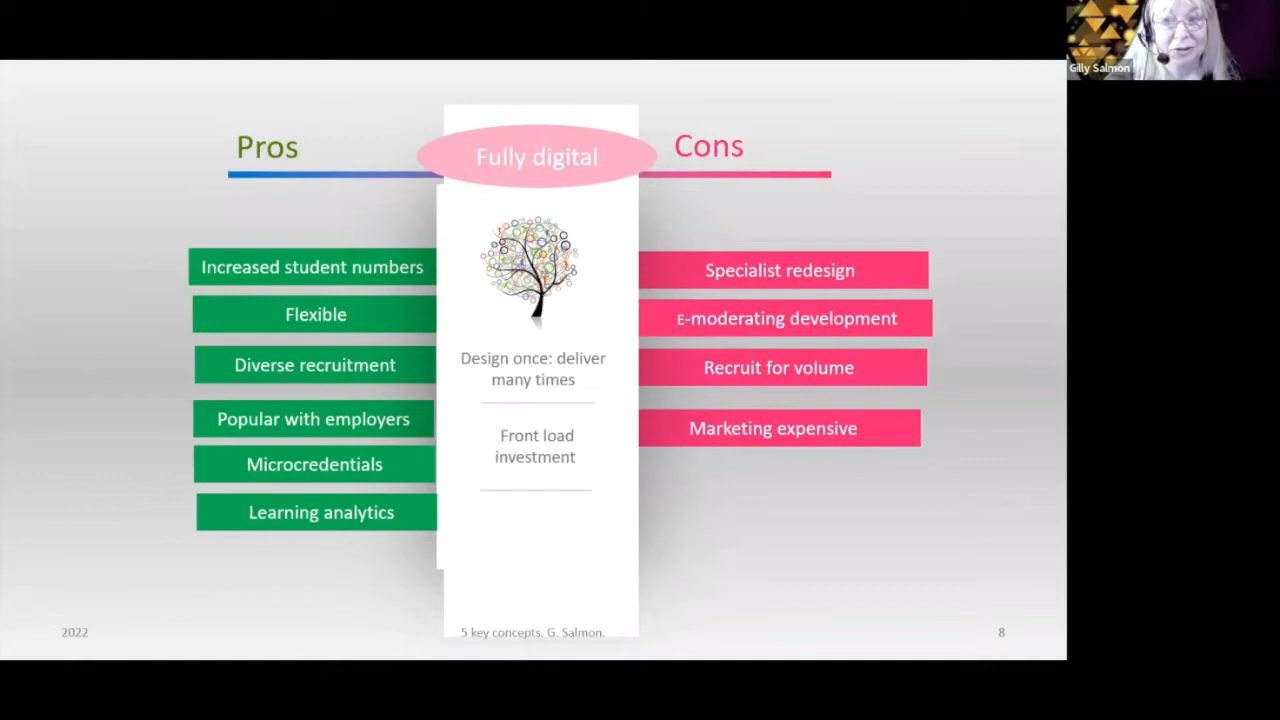 Gilly Salmon
Pros
Fully digital
Cons
Increased student numbers
Flexible
Diverse recruitment
Popular with employers
Microcredentials
Learning analytics
Design once: deliver
many times
Front load
investment
Specialist redesign
E-moderating development
Recruit for volume
Marketing expensive
2022
5 key concepts. G. Salmon.
8